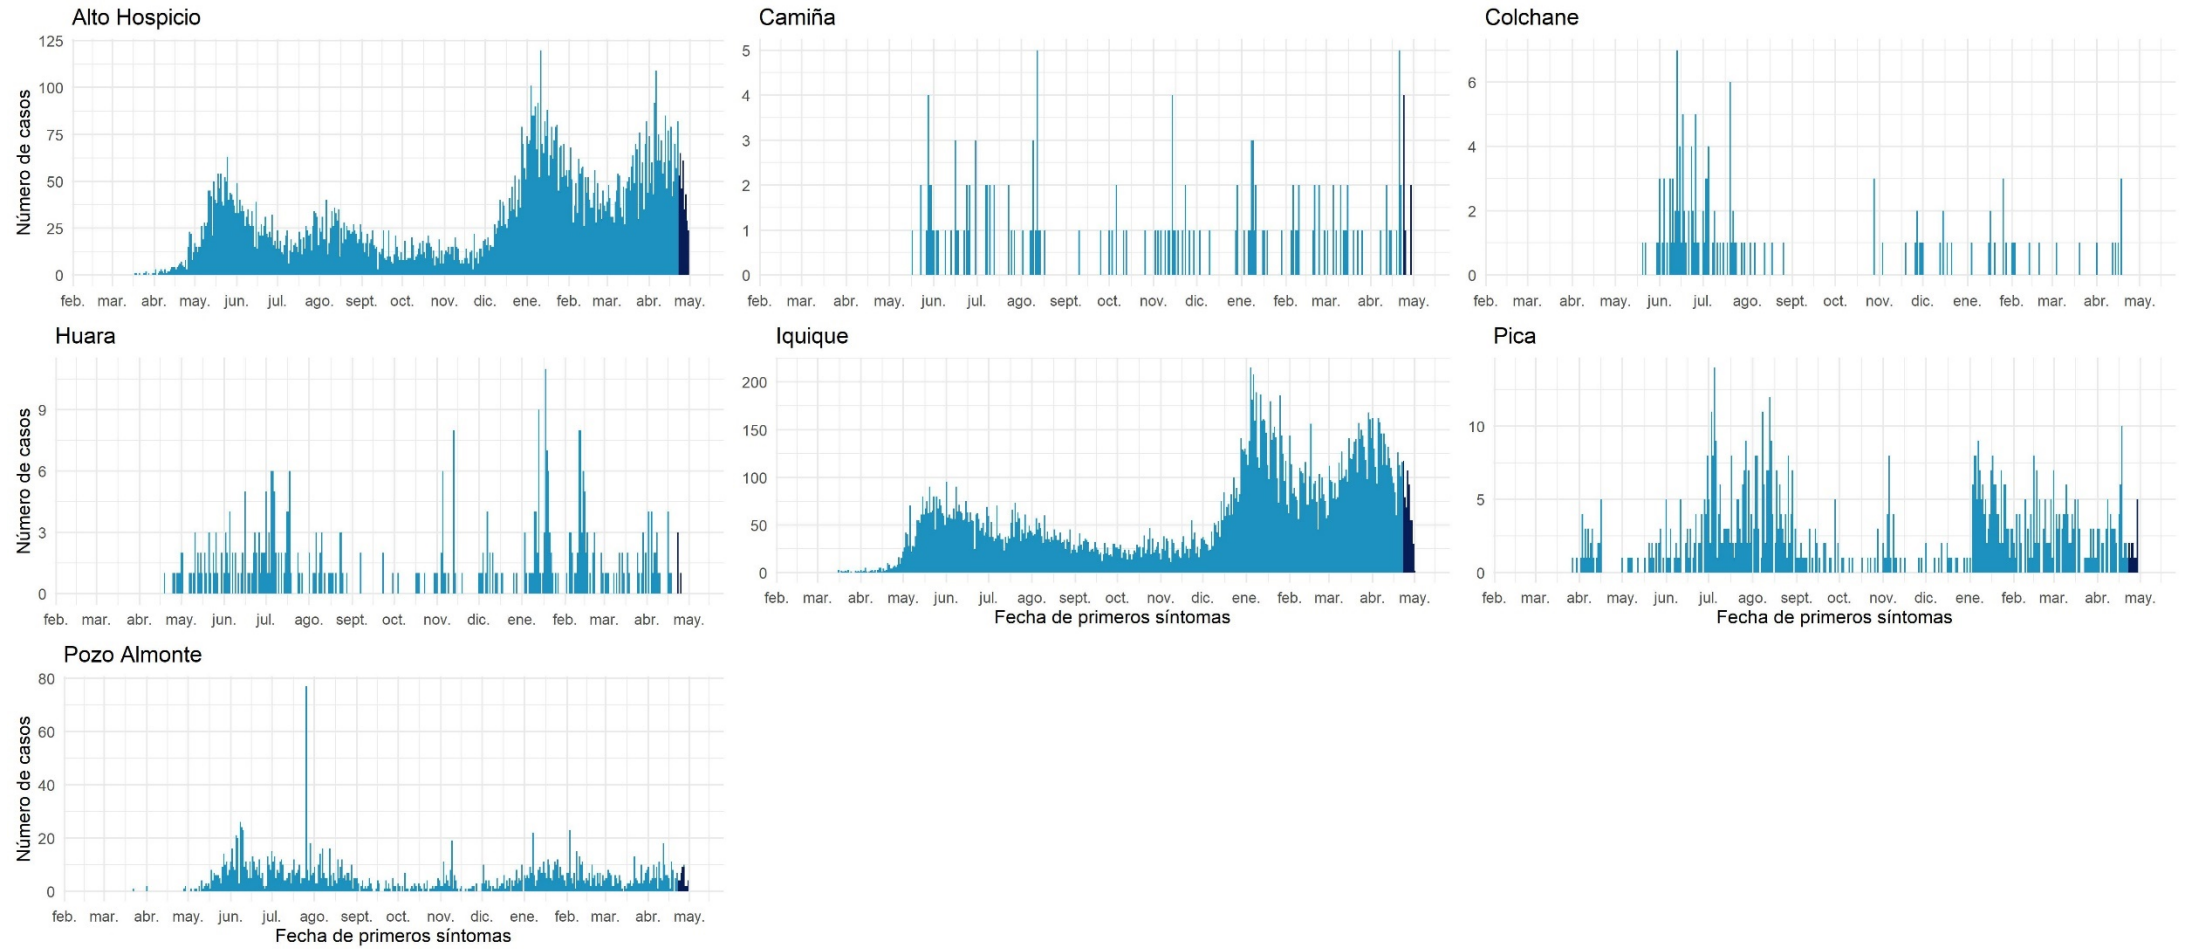 Alto Hospicio
Número de casos
125
100
75
50
25
0
feb. mar. abr. may. jun. jul. ago. sept. oct. nov. dic. ene. feb. mar. abr. may.
Camiña
5
4
3
2
1
0
feb. mar. abr. may. jun. jul. ago. sept. oct. nov. dic. ene. feb. mar. abr. may.
Colchane
6
4
2
0
feb. mar. abr. may. jun. jul. ago. sept. oct. nov. dic. ene. feb. mar. abr. may.
Huara
Número de casos
9
6
3
0
feb. mar. abr. may. jun. jul. ago. sept. oct. nov. dic. ene. feb. mar. abr. may.
Iquique
200
150
100
50
0
feb. mar. abr. may. jun. jul. ago. sept. oct. nov. dic. ene. feb. mar. abr. may.
Fecha de primeros síntomas
Pica
10
5
0
feb. mar. abr. may. jun. jul. ago. sept. oct. nov. dic. ene. feb. mar. abr. may.
Fecha de primeros síntomas
Pozo Almonte
Número de casos
80
60
40
20
0
feb. mar. abr. may. jun. jul. ago. sept. oct. nov. dic. ene. feb. mar. abr. may.
Fecha de primeros síntomas